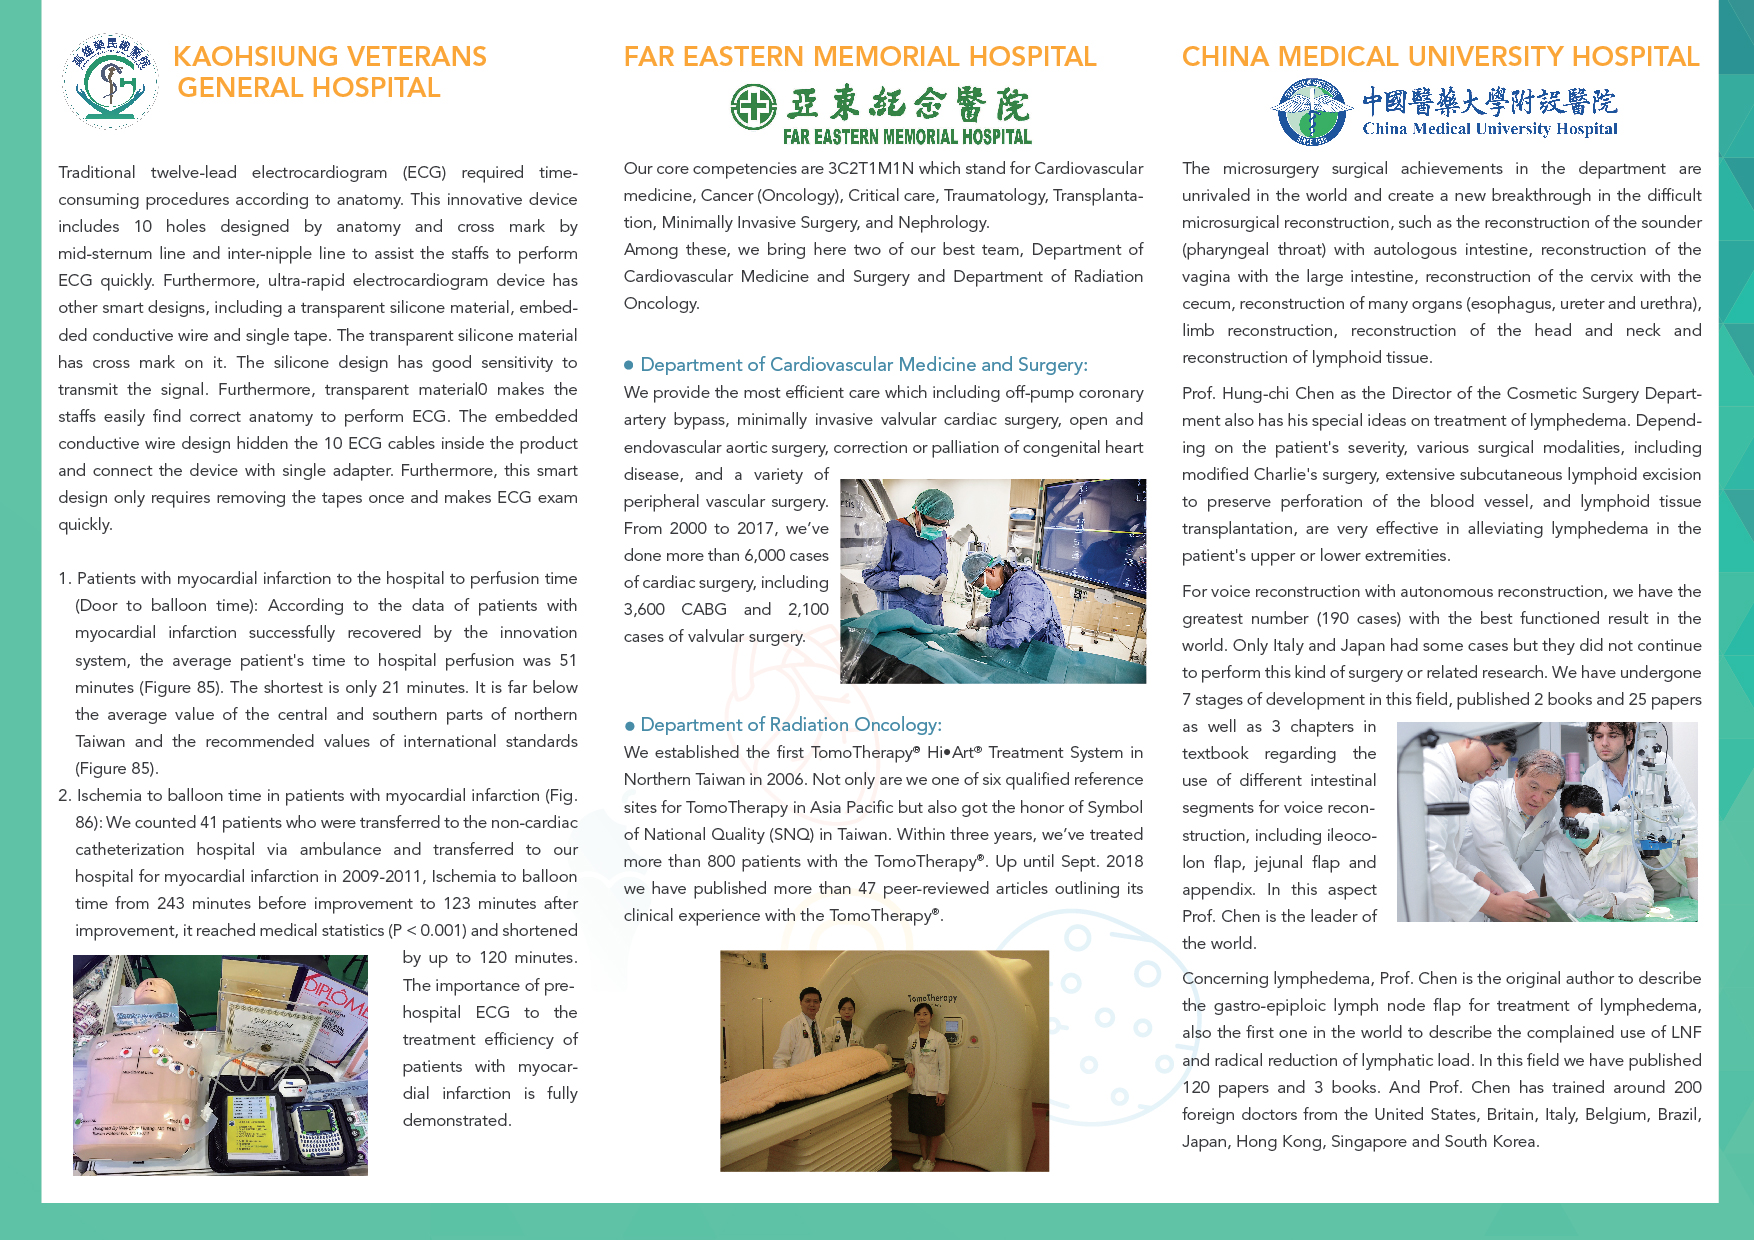 高雄榮民總醫院
KAOHSIUNG VETERANS
GENERAL HOSPITAL
Traditional twelve-lead electrocardiogram (ECG) required time-
consuming procedures according to anatomy. This innovative device
includes 10 holes designed by anatomy and cross mark by
mid-sternum line and inter-nipple line to assist the staffs to perform
ECG quickly. Furthermore, ultra-rapid electrocardiogram device has
other smart designs, including a transparent silicone material, embed-
ded conductive wire and single tape. The transparent silicone material
has cross mark on it. The silicone design has good sensitivity to
transmit the signal. Furthermore, transparent material0 makes the
staffs easily find correct anatomy to perform ECG. The embedded
conductive wire design hidden the 10 ECG cables inside the product
and connect the device with single adapter. Furthermore, this smart
design only requires removing the tapes once and makes ECG exam
quickly.
1. Patients with myocardial infarction to the hospital to perfusion time
(Door to balloon time): According to the data of patients with
myocardial infarction successfully recovered by the innovation
system, the average patient's time to hospital perfusion was 51
minutes (Figure 85). The shortest is only 21 minutes. It is far below
the average value of the central and southern parts of northern
Taiwan and the recommended values of international standards
(Figure 85).
2. Ischemia to balloon time in patients with myocardial infarction (Fig.
86): We counted 41 patients who were transferred to the non-cardiac
catheterization hospital via ambulance and transferred to our
hospital for myocardial infarction in 2009-2011, Ischemia to balloon
time from 243 minutes before improvement to 123 minutes after
improvement, it reached medical statistics (P < 0.001) and shortened
by up to 120 minutes.
The importance of pre-
hospital ECG to the
treatment efficiency of
patients with myocar-
dial infarction is fully
demonstrated.
DIPLÔME
FAR EASTERN MEMORIAL HOSPITAL
亞東紀念醫院
FAR EASTERN MEMORIAL HOSPITAL
Our core competencies are 3C2T1M1N which stand for Cardiovascular
medicine, Cancer (Oncology), Critical care, Traumatology, Transplanta-
tion, Minimally Invasive Surgery, and Nephrology.
Among these, we bring here two of our best team, Department of
Cardiovascular Medicine and Surgery and Department of Radiation
Oncology.
● Department of Cardiovascular Medicine and Surgery:
We provide the most efficient care which including off-pump coronary
artery bypass, minimally invasive valvular cardiac surgery, open and
endovascular aortic surgery, correction or palliation of congenital heart
disease, and a variety of
peripheral vascular surgery.
From 2000 to 2017, we’ve
done more than 6,000 cases
of cardiac surgery, including
3,600 CABG and 2,100
cases of valvular surgery.
● Department of Radiation Oncology:
We established the first TomoTherapy® Hi•Art® Treatment System in
Northern Taiwan in 2006. Not only are we one of six qualified reference
sites for TomoTherapy in Asia Pacific but also got the honor of Symbol
of National Quality (SNQ) in Taiwan. Within three years, we’ve treated
more than 800 patients with the TomoTherapy®. Up until Sept. 2018
we have published more than 47 peer-reviewed articles outlining its
clinical experience with the TomoTherapy®.
TomoTherapy
CHINA MEDICAL UNIVERSITY HOSPITAL
中國醫藥大學附設醫院
China Medical University Hospital
The microsurgery surgical achievements in the department are
unrivaled in the world and create a new breakthrough in the difficult
microsurgical reconstruction, such as the reconstruction of the sounder
(pharyngeal throat) with autologous intestine, reconstruction of the
vagina with the large intestine, reconstruction of the cervix with the
cecum, reconstruction of many organs (esophagus, ureter and urethra),
limb reconstruction, reconstruction of the head and neck and
reconstruction of lymphoid tissue.
Prof. Hung-chi Chen as the Director of the Cosmetic Surgery Depart-
ment also has his special ideas on treatment of lymphedema. Depend-
ing on the patient's severity, various surgical modalities, including
modified Charlie's surgery, extensive subcutaneous lymphoid excision
to preserve perforation of the blood vessel, and lymphoid tissue
transplantation, are very effective in alleviating lymphedema in the
patient's upper or lower extremities.
For voice reconstruction with autonomous reconstruction, we have the
greatest number (190 cases) with the best functioned result in the
world. Only Italy and Japan had some cases but they did not continue
to perform this kind of surgery or related research. We have undergone
7 stages of development in this field, published 2 books and 25 papers
as well as 3 chapters in
textbook regarding the
use of different intestinal
segments for voice recon-
struction, including ileoco-
lon flap, jejunal flap and
appendix. In this aspect
Prof. Chen is the leader of
the world.
Concerning lymphedema, Prof. Chen is the original author to describe
the gastro-epiploic lymph node flap for treatment of lymphedema,
also the first one in the world to describe the complained use of LNF
and radical reduction of lymphatic load. In this field we have published
120 papers and 3 books. And Prof. Chen has trained around 200
foreign doctors from the United States, Britain, Italy, Belgium, Brazil,
Japan, Hong Kong, Singapore and South Korea.